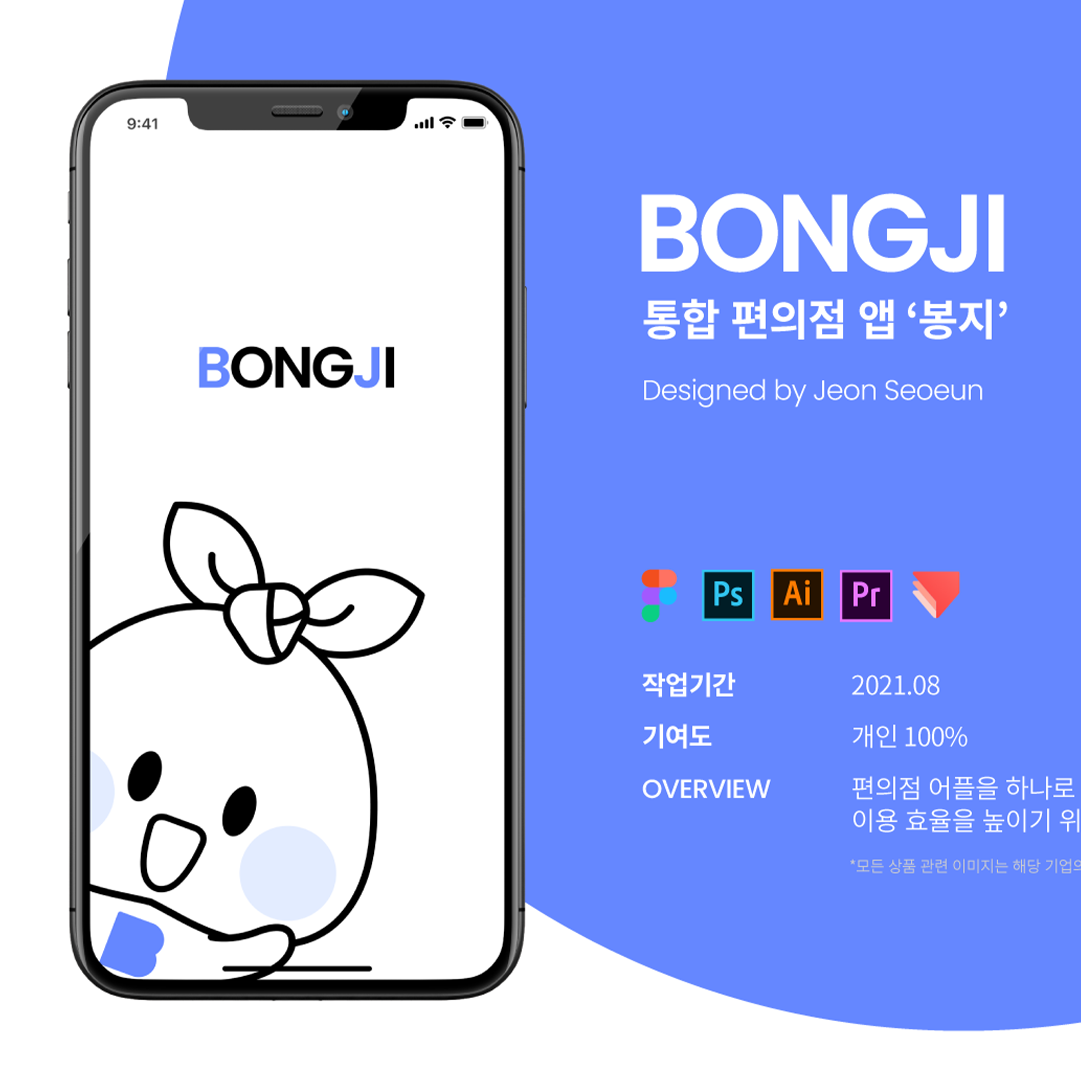 9:41
BONGJI
BONGJI
통합 편의점 앱 ‘봉지’
Designed by Jeon Seoeun
Ps Ai Pr
작업기간 2021.08
기여도 개인 100%
OVERVIEW 편의점 어플을 하나로
이용 효율을 높이기 위
*모든 상품 관련 이미지는 해당 기업의
B